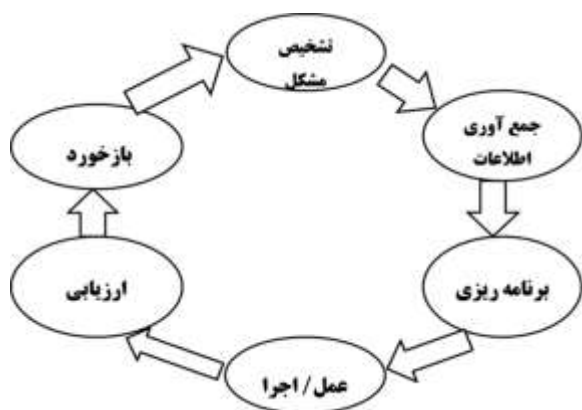 تشخیص
مشکل
جمع آوری
اطلاعات
برنامه ریزی
عمل/ اجرا
ارزیابی
بازخورد